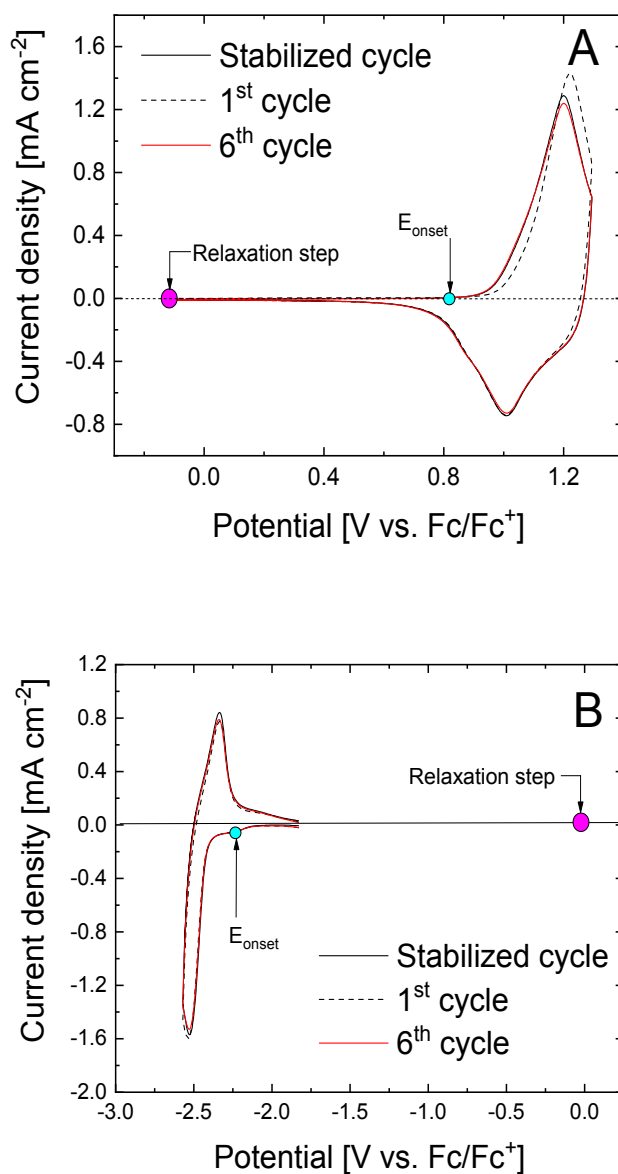 A
Stabilized cycle
1st cycle
6th cycle
Relaxation step
Eonset
1.6
1.2
0.8
0.4
0.0
-0.4
-0.8
Current density [mA cm-2]
0.0 0.4 0.8 1.2
Potential [V vs. Fc/Fc+]
B
Relaxation step
Eonset
Stabilized cycle
1st cycle
6th cycle
1.2
0.8
0.4
0.0
-0.4
-0.8
-1.2
-1.6
-2.0
Current density [mA cm-2]
-3.0 -2.5 -2.0 -1.5 -1.0 -0.5 0.0
Potential [V vs. Fc/Fc+]